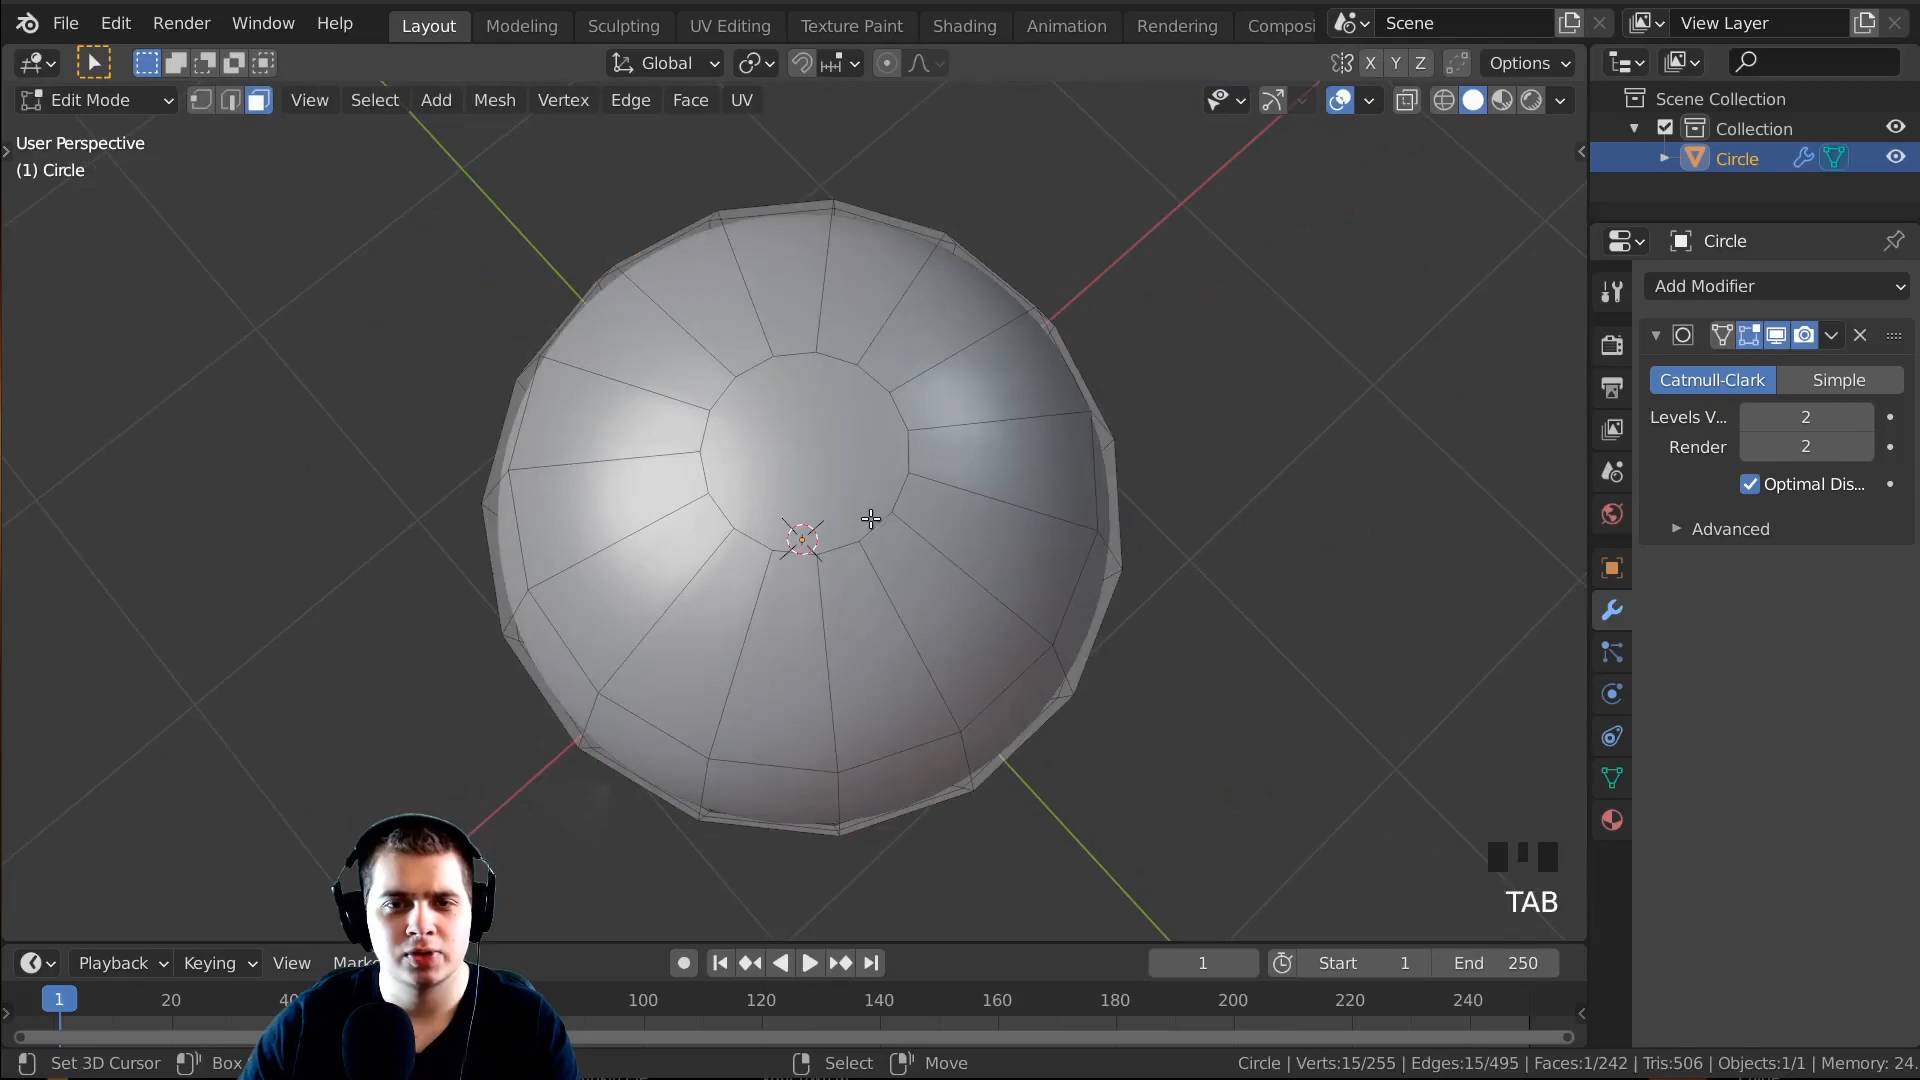 File Edit Render Window Help Layout Modeling Sculpting UV Editing Texture Paint Shading Animation Rendering Composi Scene View Layer
Global X Y Z Options
Edit Mode View Select Add Mesh Vertex Edge Face UV
User Perspective
(1) Circle
Scene Collection
Collection
Circle
Circle
Add Modifier
Catmull-Clark Simple
Levels V... 2
Render 2
Optimal Dis...
Advanced
TAB
Playback Keying View Mark 1 Start 1 End 250
1 20 40 100 120 140 160 180 200 220 240
Set 3D Cursor Box Select Move Circle | Verts:15/255 | Edges:15/495 | Faces:1/242 | Tris:506 | Objects:1/1 | Memory: 24.